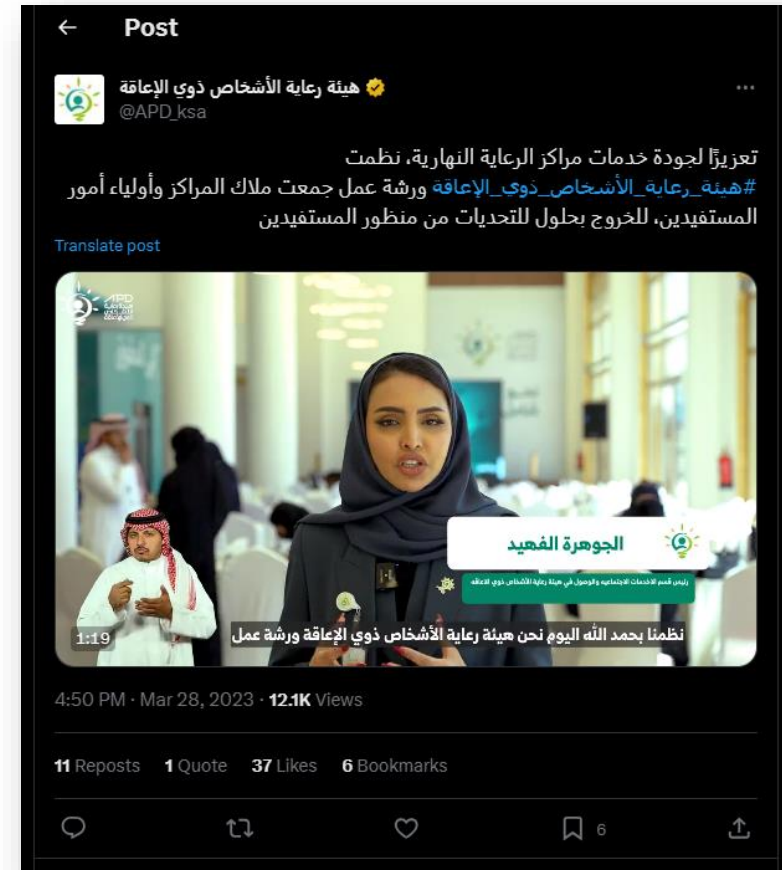 Post
هيئة رعاية الأشخاص ذوي الإعاقة
@APD_ksa
تعزيزًا لجودة خدمات مراكز الرعاية النهارية، نظمت
#هيئة_رعاية_الأشخاص_ذوي_الإعاقة ورشة عمل جمعت ملاك المراكز وأولياء أمور
المستفيدين، للخروج بحلول للتحديات من منظور المستفيدين
Translate post
APD
الجوهرة الفهيد
رئيس قسم الاخدمات الاجتماعيه والوصول في هيئة رعاية الأشخاص ذوي الاعاقه
نظمنا بحمد الله اليوم نحن هيئة رعاية الأشخاص ذوي الإعاقة ورشة عمل
1:19
4:50 PM · Mar 28, 2023 · 12.1K Views
11 Reposts 1 Quote 37 Likes 6 Bookmarks
6